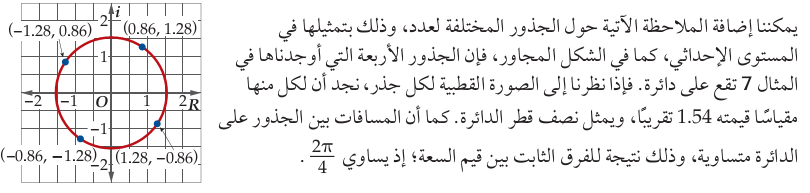 يمكننا إضافة الملاحظة الآتية حول الجذور المختلفة لعدد، وذلك بتمثيلها في
المستوى الإحداثي، كما في الشكل المجاور، فإن الجذور الأربعة التي أوجدناها في
المثال 7 تقع على دائرة. فإذا نظرنا إلى الصورة القطبية لكل جذر، نجد أن لكل منها
مقياسًا قيمته 1.54 تقريبًا، ويمثل نصف قطر الدائرة. كما أن المسافات بين الجذور على
الدائرة متساوية، وذلك نتيجة للفرق الثابت بين قيم السعة؛ إذ يساوي 2π/4 .
2 i
(−1.28, 0.86) (0.86, 1.28)
1
−2 −1 O 1 2 R
−1
(−0.86, −1.28) (1.28, −0.86)
−2